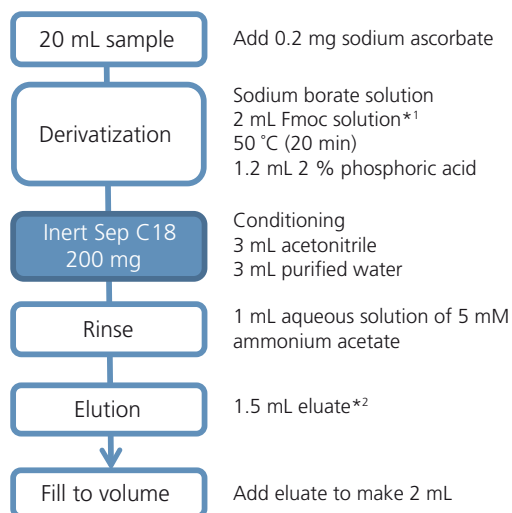 20 mL sample
Add 0.2 mg sodium ascorbate
Derivatization
Sodium borate solution
2 mL Fmoc solution*1
50 ˚C (20 min)
1.2 mL 2 % phosphoric acid
Inert Sep C18
200 mg
Conditioning
3 mL acetonitrile
3 mL purified water
Rinse
1 mL aqueous solution of 5 mM
ammonium acetate
Elution
1.5 mL eluate*2
Fill to volume
Add eluate to make 2 mL